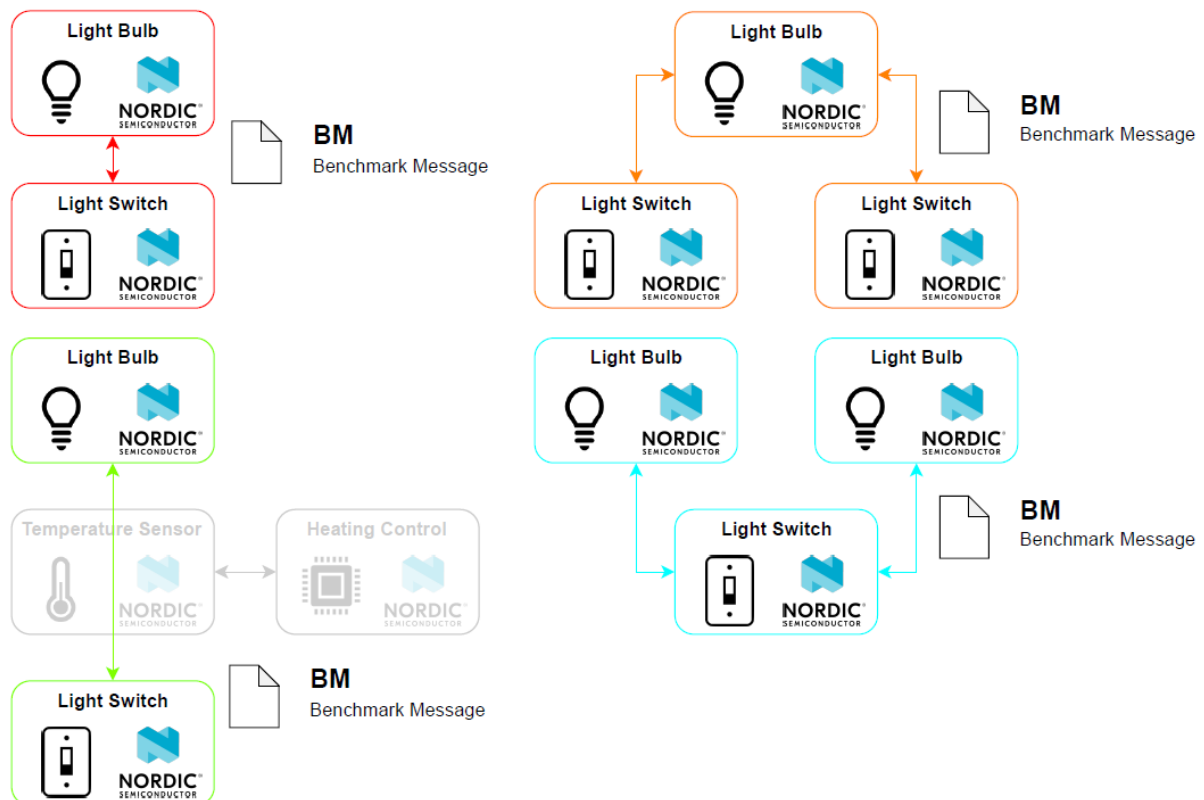 Light Bulb
NORDIC®
SEMICONDUCTOR
BM
Benchmark Message
Light Switch
NORDIC®
SEMICONDUCTOR
Light Bulb
NORDIC®
SEMICONDUCTOR
BM
Benchmark Message
Light Switch
NORDIC®
SEMICONDUCTOR
Light Switch
NORDIC®
SEMICONDUCTOR
Light Bulb
NORDIC®
SEMICONDUCTOR
Temperature Sensor
NORDIC®
SEMICONDUCTOR
Heating Control
NORDIC®
SEMICONDUCTOR
BM
Benchmark Message
Light Switch
NORDIC®
SEMICONDUCTOR
Light Bulb
NORDIC®
SEMICONDUCTOR
Light Bulb
NORDIC®
SEMICONDUCTOR
BM
Benchmark Message
Light Switch
NORDIC®
SEMICONDUCTOR